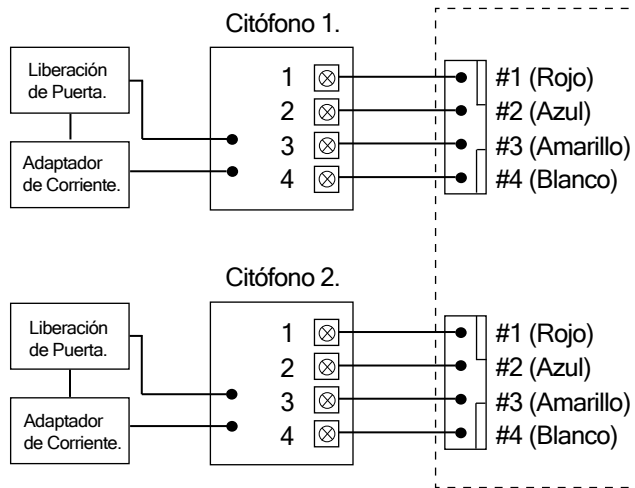 Citófono 1.
Liberación
de Puerta.
Adaptador
de Corriente.
1
2
3
4
#1 (Rojo)
#2 (Azul)
#3 (Amarillo)
#4 (Blanco)
Citófono 2.
Liberación
de Puerta.
Adaptador
de Corriente.
1
2
3
4
#1 (Rojo)
#2 (Azul)
#3 (Amarillo)
#4 (Blanco)